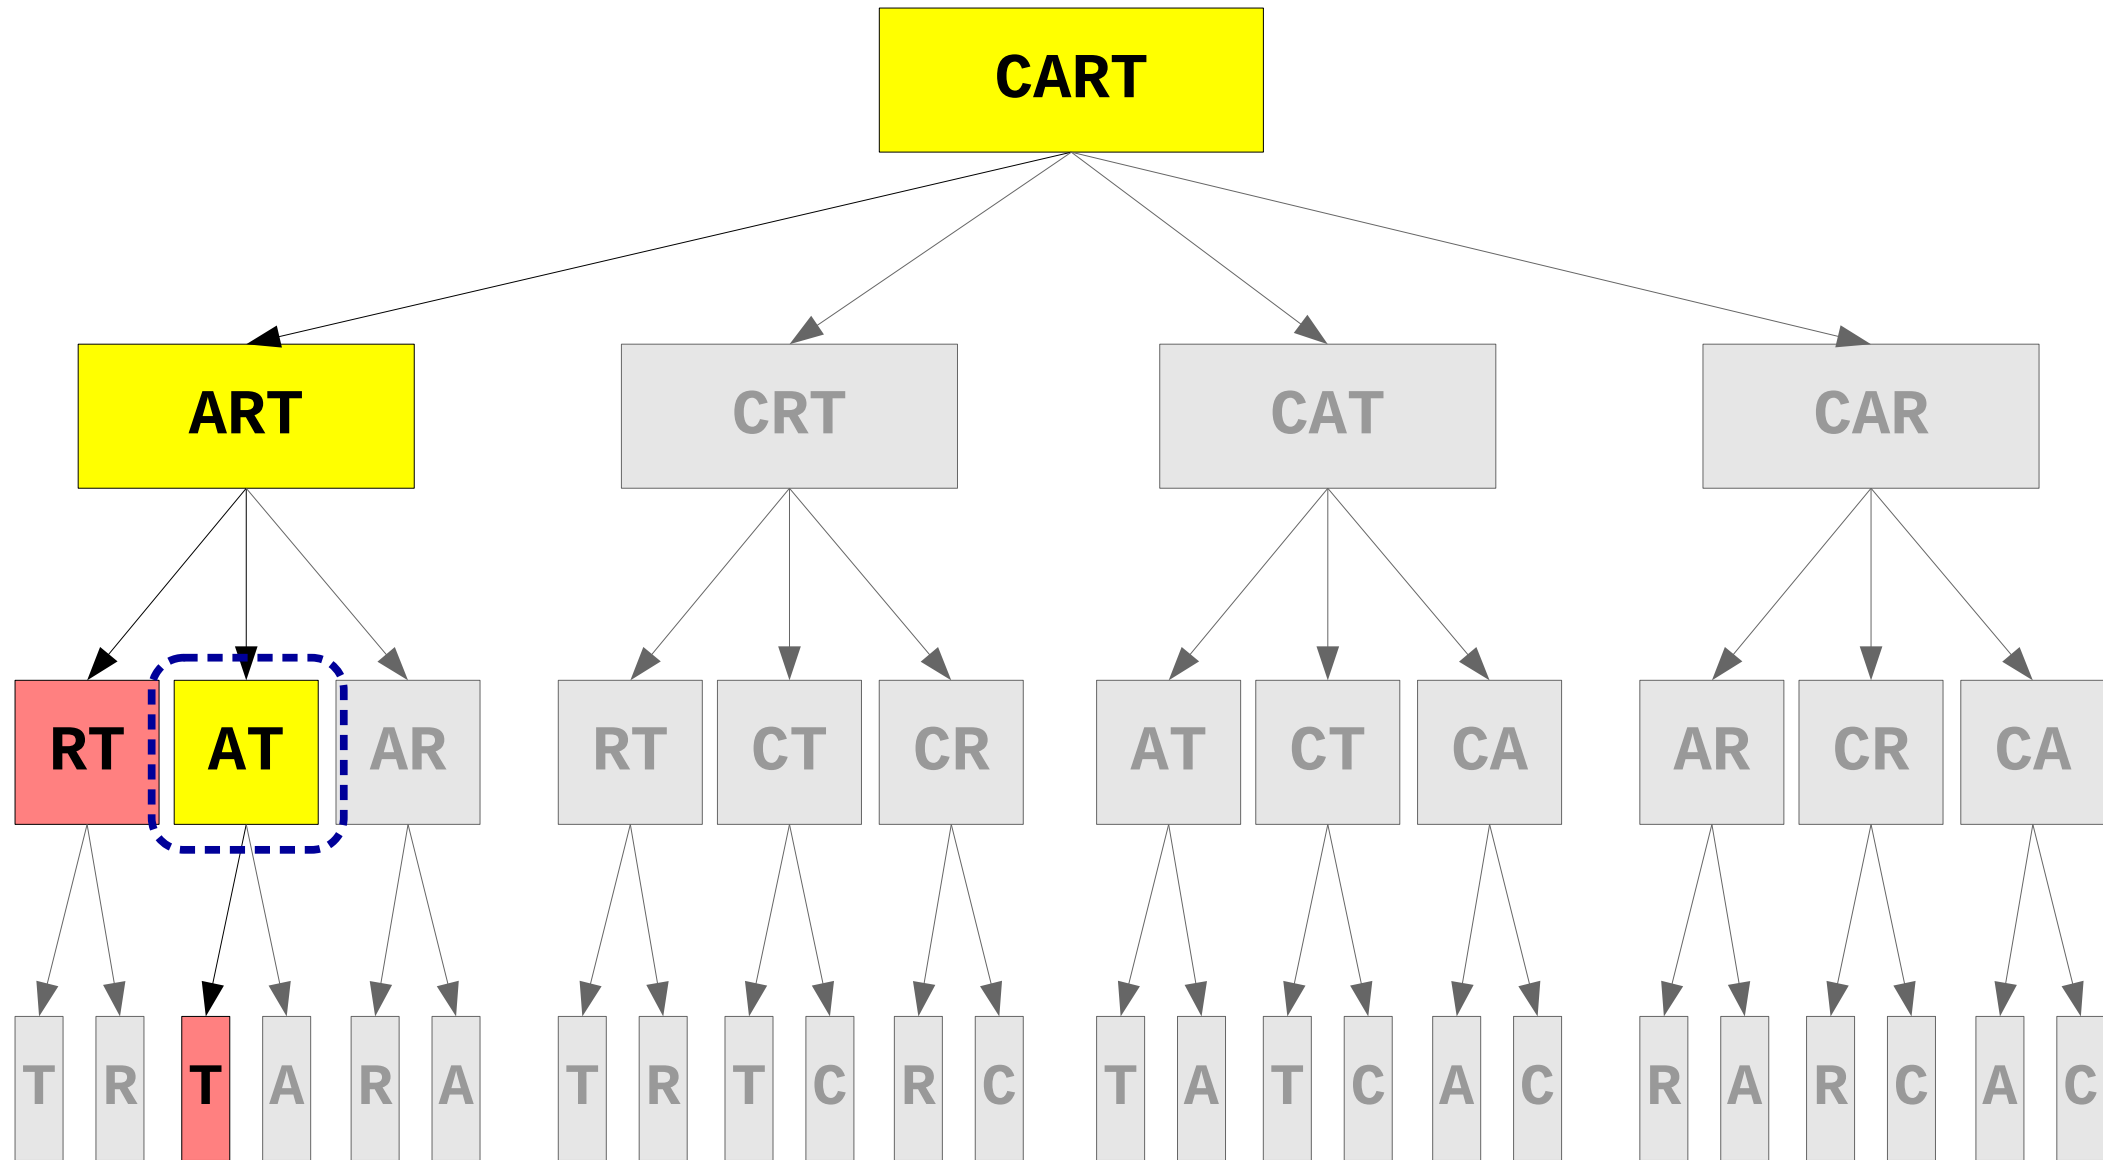 CART
ART CRT CAT CAR
RT AT AR RT CT CR AT CT CA AR CR CA
T R T A R A T R T C R C T A T C A C R A R C A C